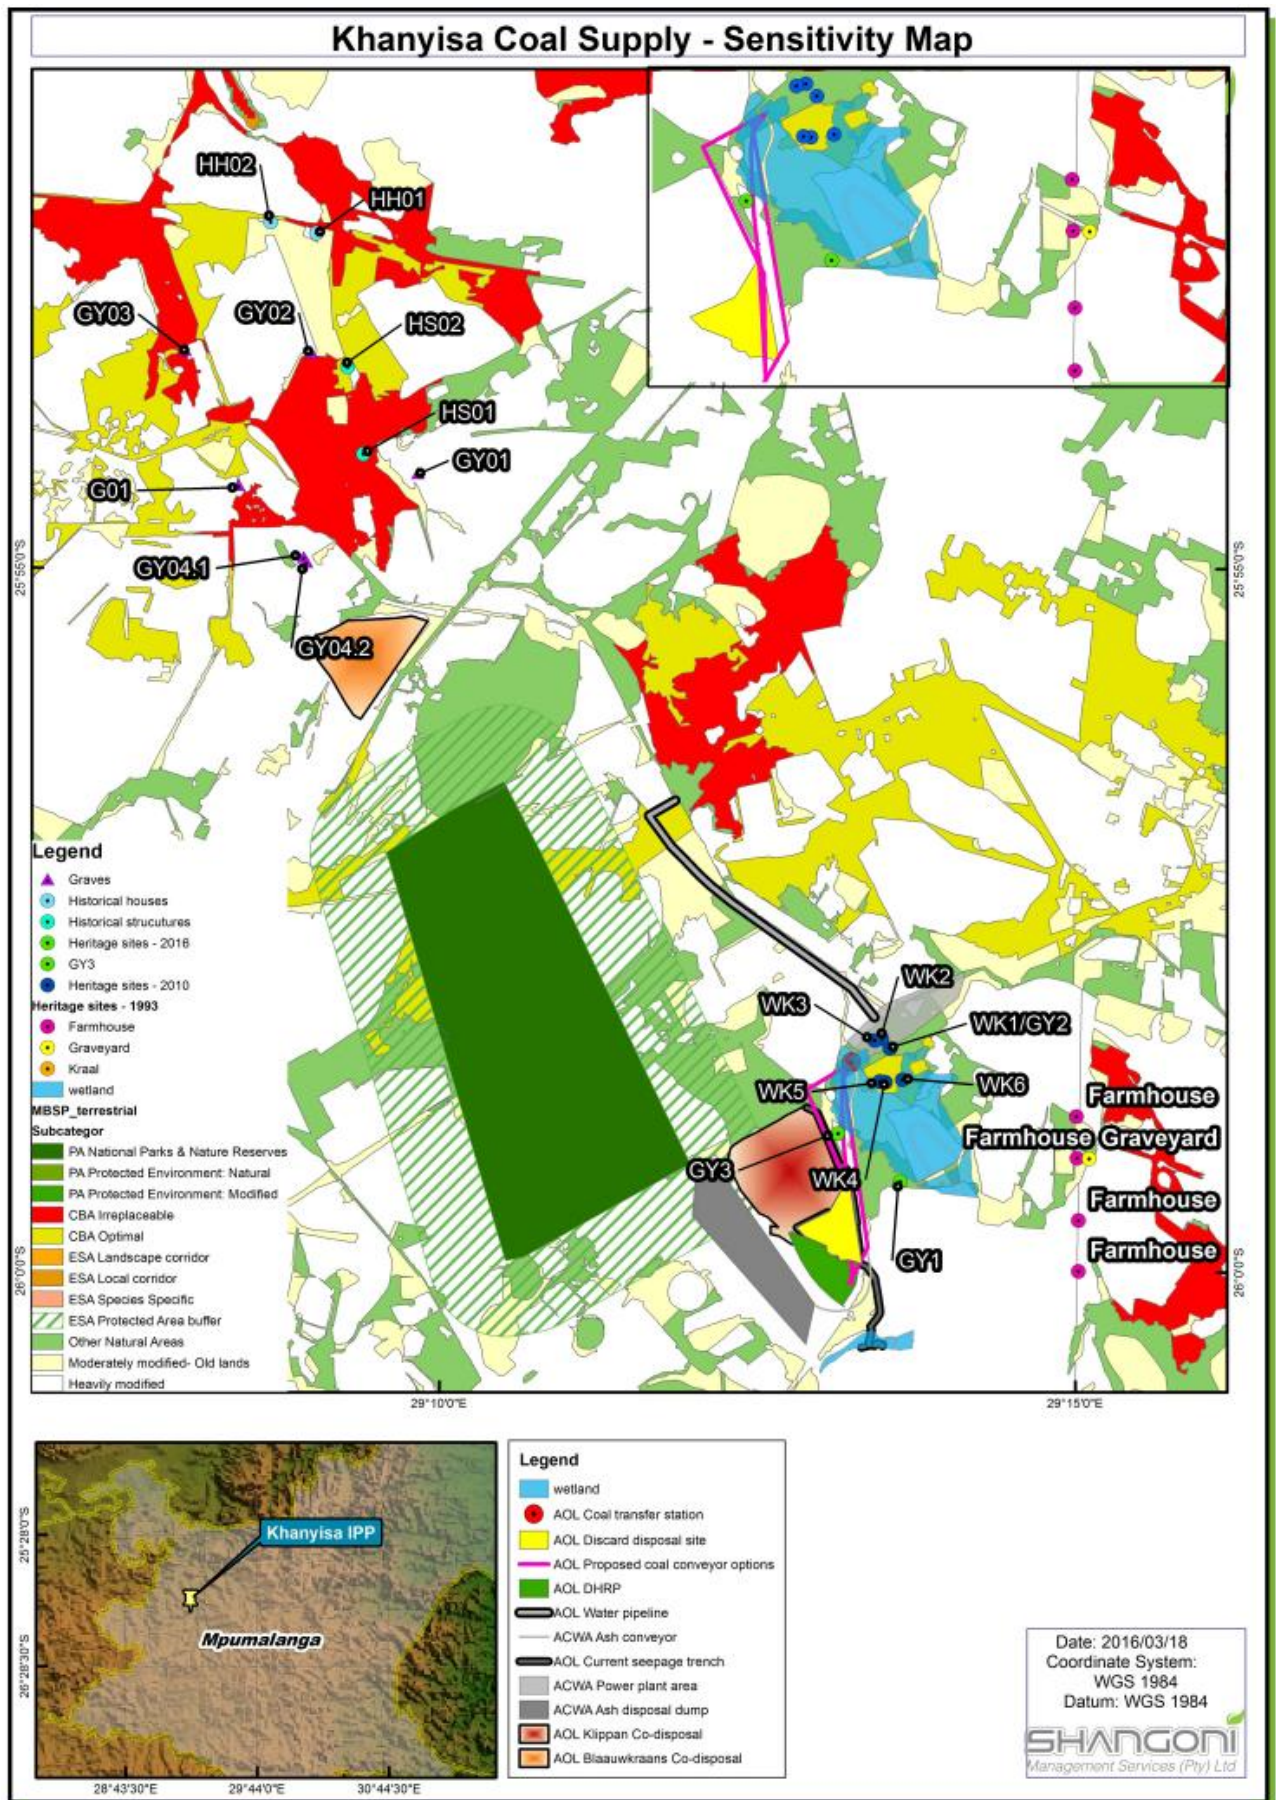 Khanyisa Coal Supply - Sensitivity Map
HH02
HH01
GY03
GY02
HS02
HS01
GY01
G01
GY04.1
GY04.2
25°55'0"S
25°55'0"S
Legend
Graves
Historical houses
Historical strucutures
Heritage sites - 2016
GY3
Heritage sites - 2010
Heritage sites - 1993
Farmhouse
Graveyard
Kraal
wetland
MBSP_terrestrial
Subcategor
PA National Parks & Nature Reserves
PA Protected Environment: Natural
PA Protected Environment: Modified
CBA Irreplaceable
CBA Optimal
ESA Landscape corridor
ESA Local corridor
ESA Species Specific
ESA Protected Area buffer
Other Natural Areas
Moderately modified- Old lands
Heavily modified
WK2
WK3
WK1/GY2
WK5
WK6
Farmhouse
Farmhouse Graveyard
GY3
WK4
Farmhouse
Farmhouse
GY1
26°0'0"S
26°0'0"S
29°10'0"E
29°15'0"E
Khanyisa IPP
Mpumalanga
25°28'0"S
26°28'30"S
28°43'30"E
29°44'0"E
30°44'30"E
Legend
wetland
AOL Coal transfer station
AOL Discard disposal site
AOL Proposed coal conveyor options
AOL DHRP
AOL Water pipeline
ACWA Ash conveyor
AOL Current seepage trench
ACWA Power plant area
ACWA Ash disposal dump
AOL Klippan Co-disposal
AOL Blaauwkraans Co-disposal
Date: 2016/03/18
Coordinate System:
WGS 1984
Datum: WGS 1984
SHANGONI
Management Services (Pty) Ltd